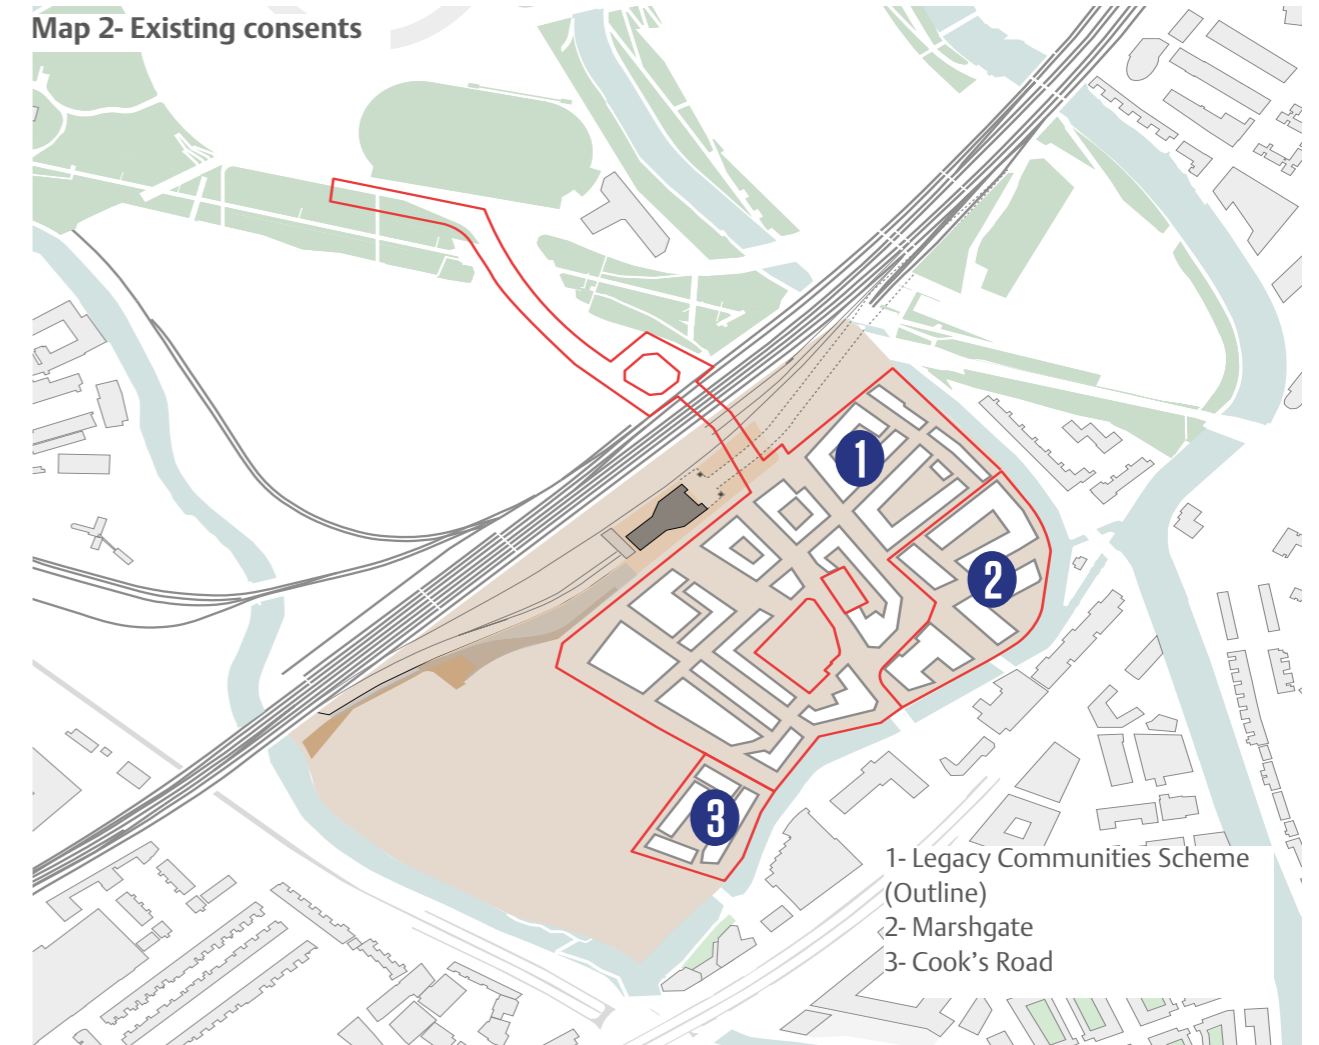 Map 2- Existing consents
1
2
3
1- Legacy Communities Scheme
(Outline)
2- Marshgate
3- Cook’s Road